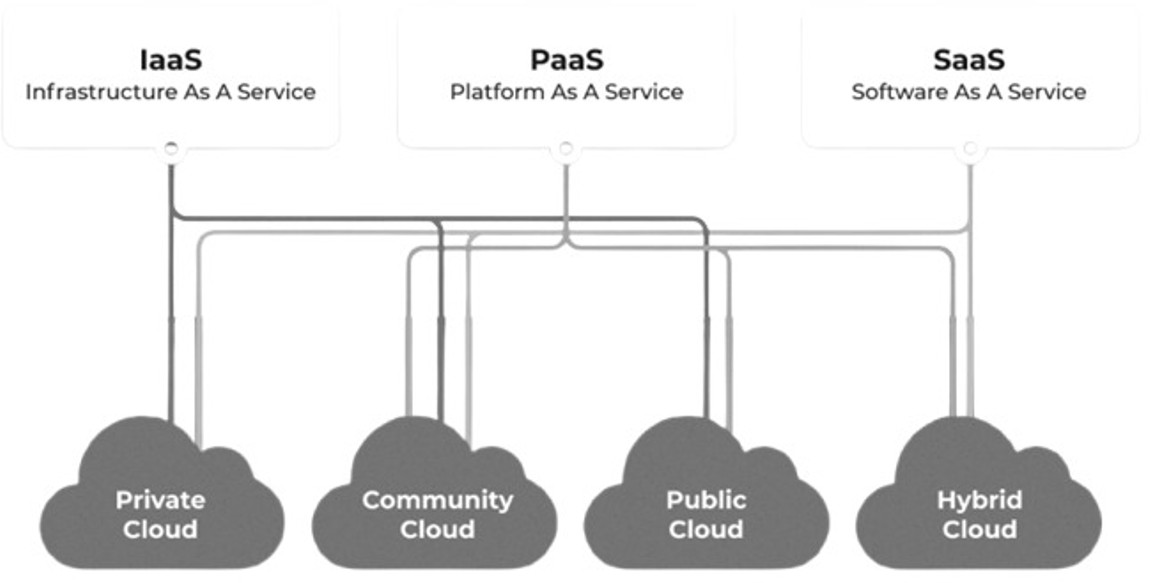 IaaS
Infrastructure As A Service
PaaS
Platform As A Service
SaaS
Software As A Service
Private
Cloud
Community
Cloud
Public
Cloud
Hybrid
Cloud